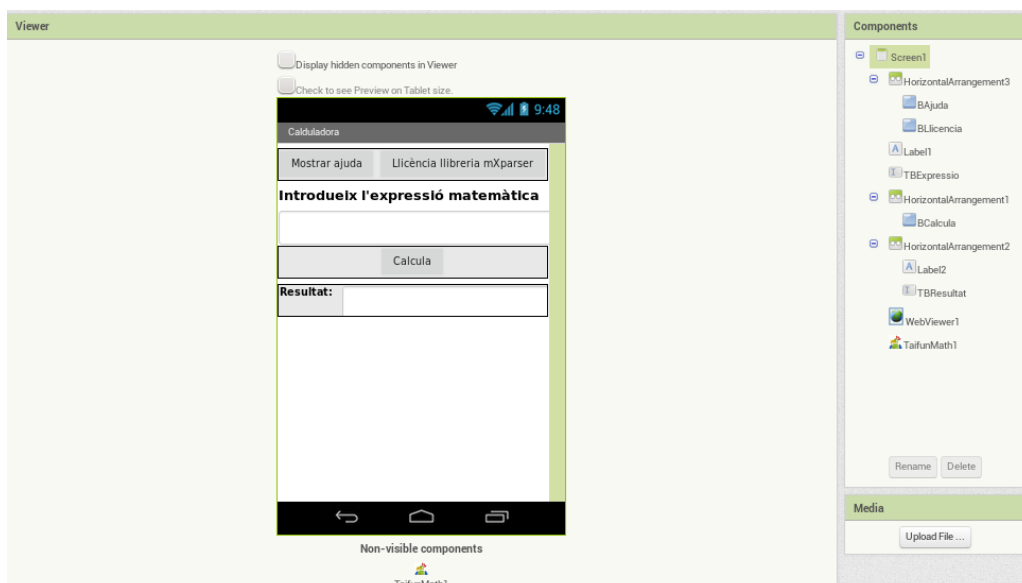 Viewer
Display hidden components in Viewer
Check to see Preview on Tablet size.
9:48
Calduladora
Mostrar ajuda
Llicència llibreria mXparser
Introdueix l'expressió matemàtica
Calcula
Resultat:
Non-visible components
TaifunMath1
Components
Screen1
HorizontalArrangement3
BAjuda
BLlicencia
A Label1
TBExpressio
HorizontalArrangement1
BCalcula
HorizontalArrangement2
A Label2
TBResultat
WebViewer1
TaifunMath1
Rename
Delete
Media
Upload File ...